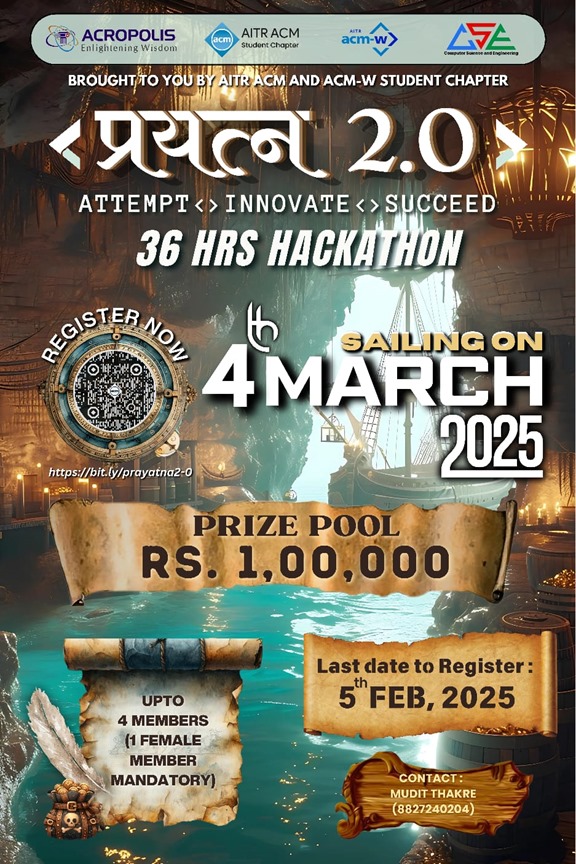 ACROPOLIS
Enlightening Wisdom
acm
AITR ACM
Student Chapter
AITR
acm-w
CSE
Computer Science and Engineering
BROUGHT TO YOU BY AITR ACM AND ACM-W STUDENT CHAPTER
<प्रयत्न 2.0>
ATTEMPT<>INNOVATE<>SUCCEED
36 HRS HACKATHON
REGISTER NOW
https://bit.ly/prayatna2-0
SAILING ON
4th MARCH
2025
PRIZE POOL
RS. 1,00,000
UPTO
4 MEMBERS
(1 FEMALE
MEMBER
MANDATORY)
Last date to Register :
5th FEB, 2025
CONTACT :
MUDIT THAKRE
(8827240204)